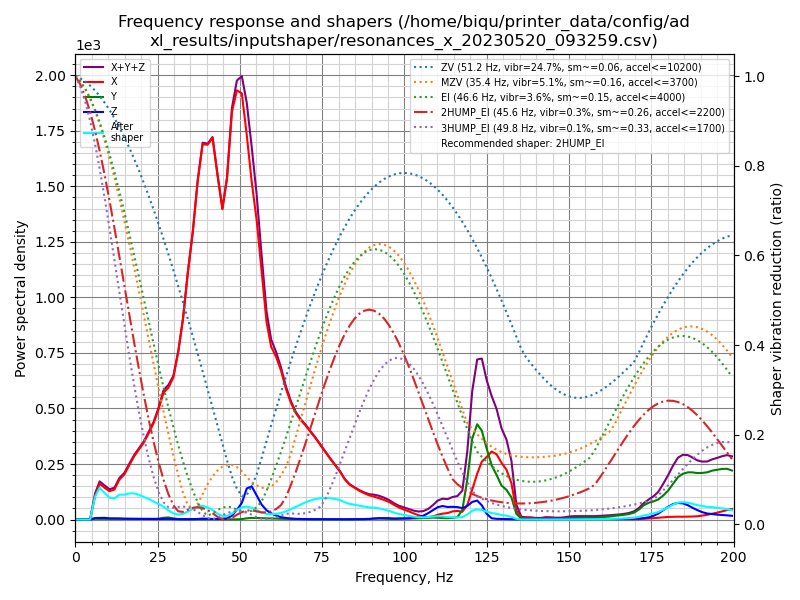 Frequency response and shapers (/home/biqu/printer_data/config/ad
xl_results/inputshaper/resonances_x_20230520_093259.csv)
1e3
X+Y+Z
X
Y
Z
After
shaper
ZV (51.2 Hz, vibr=24.7%, sm~=0.06, accel<=10200)
MZV (35.4 Hz, vibr=5.1%, sm~=0.16, accel<=3700)
EI (46.6 Hz, vibr=3.6%, sm~=0.15, accel<=4000)
2HUMP_EI (45.6 Hz, vibr=0.3%, sm~=0.26, accel<=2200)
3HUMP_EI (49.8 Hz, vibr=0.1%, sm~=0.33, accel<=1700)
Recommended shaper: 2HUMP_EI
Power spectral density
2.00
1.75
1.50
1.25
1.00
0.75
0.50
0.25
0.00
1.0
0.8
0.6
0.4
0.2
0.0
Shaper vibration reduction (ratio)
0 25 50 75 100 125 150 175 200
Frequency, Hz